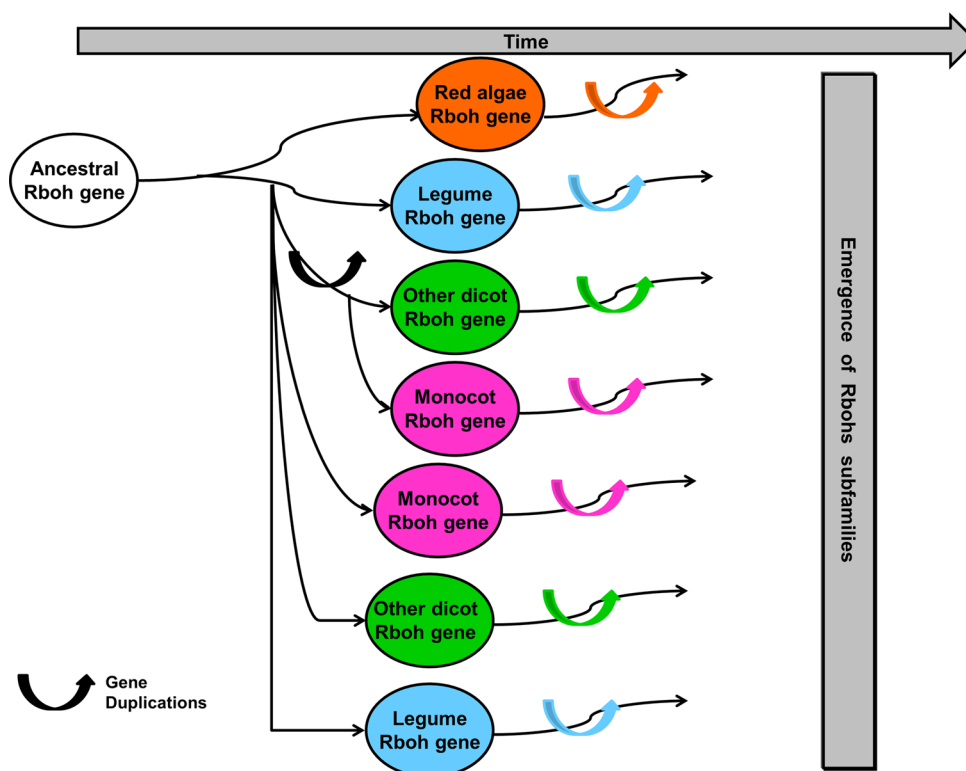 Time
Red algae
Rboh gene
Ancestral
Rboh gene
Legume
Rboh gene
Other dicot
Rboh gene
Monocot
Rboh gene
Monocot
Rboh gene
Other dicot
Rboh gene
Legume
Rboh gene
Gene
Duplications
Emergence of Rbohs subfamilies